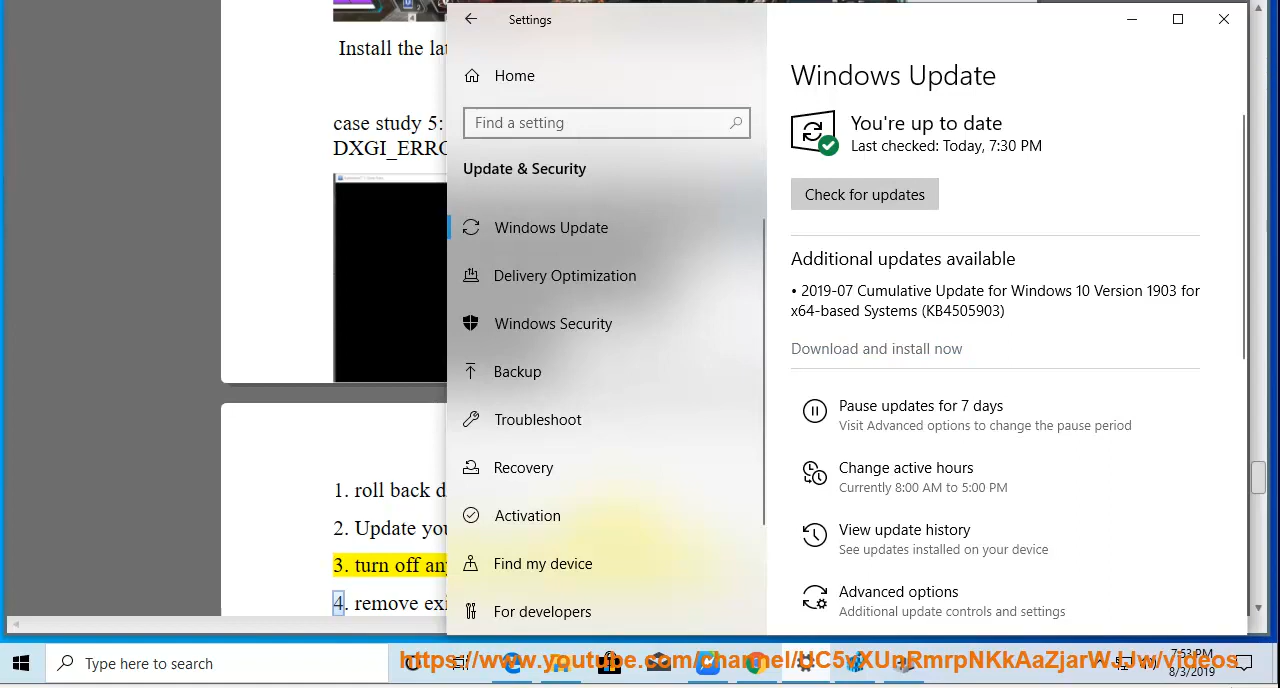 Install the la
case study 5:
DXGI_ERRO
1. roll back d
2. Update you
3. turn off any
4. remove exi
Settings
Home
Find a setting
Update & Security
Windows Update
Delivery Optimization
Windows Security
Backup
Troubleshoot
Recovery
Activation
Find my device
For developers
Windows Update
You're up to date
Last checked: Today, 7:30 PM
Check for updates
Additional updates available
• 2019-07 Cumulative Update for Windows 10 Version 1903 for
x64-based Systems (KB4505903)
Download and install now
Pause updates for 7 days
Visit Advanced options to change the pause period
Change active hours
Currently 8:00 AM to 5:00 PM
View update history
See updates installed on your device
Advanced options
Additional update controls and settings
Type here to search
7:53 PM
8/3/2019